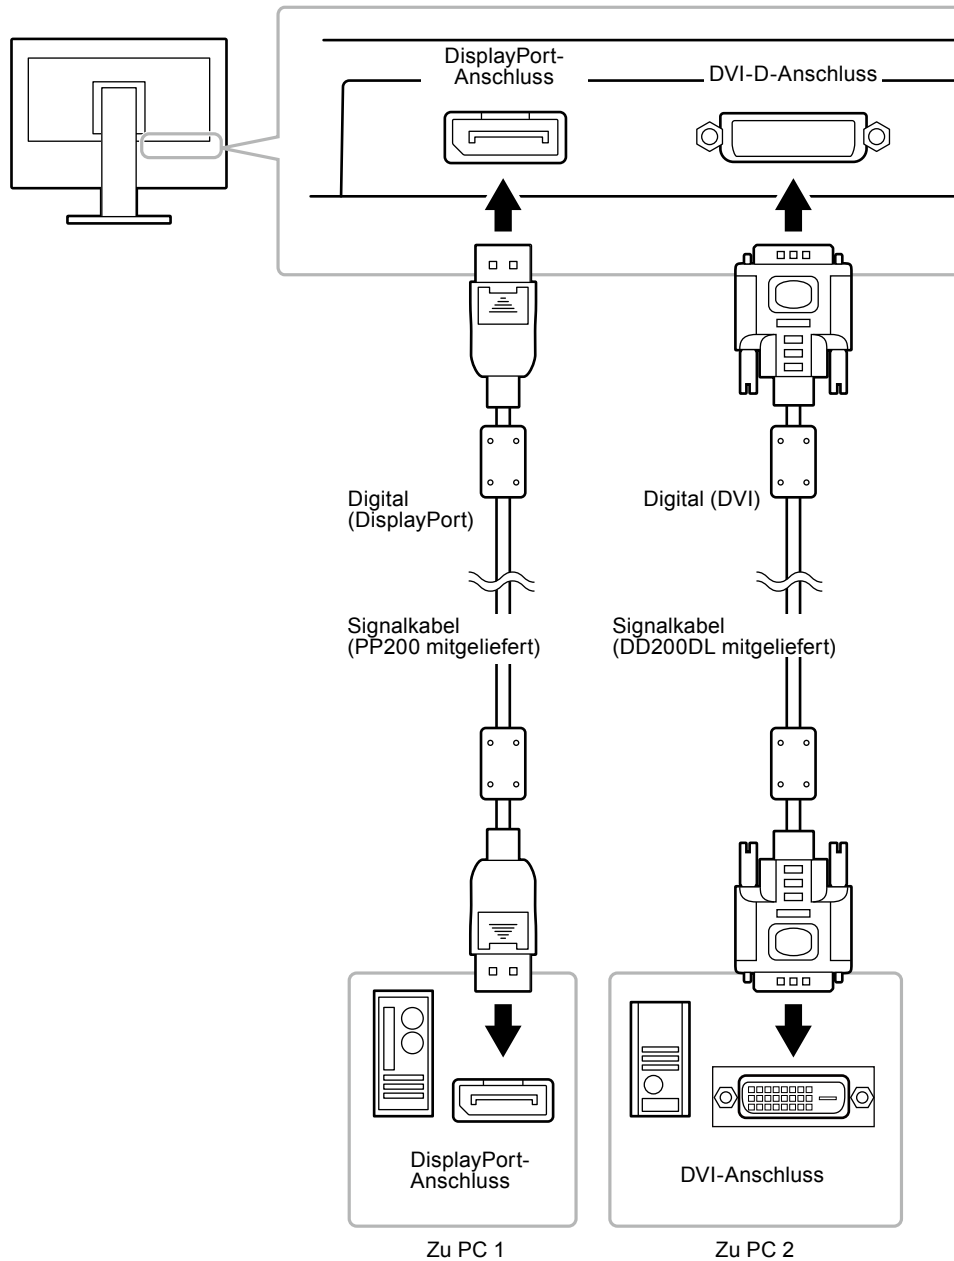 DisplayPort-
Anschluss
DVI-D-Anschluss
Digital
(DisplayPort)
Digital (DVI)
Signalkabel
(PP200 mitgeliefert)
Signalkabel
(DD200DL mitgeliefert)
DisplayPort-
Anschluss
DVI-Anschluss
Zu PC 1
Zu PC 2